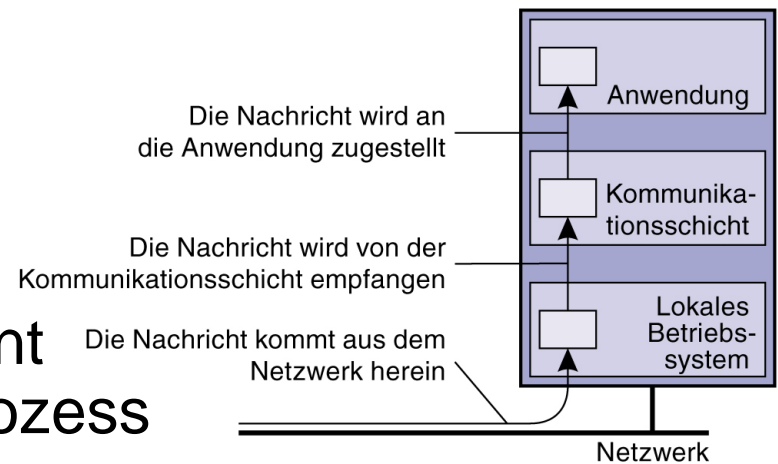 Die Nachricht wird an
die Anwendung zugestellt
Anwendung
Die Nachricht wird von der
Kommunikationsschicht empfangen
Kommunika-
tionsschicht
Die Nachricht kommt aus dem
Netzwerk herein
Lokales
Betriebs-
system
Netzwerk